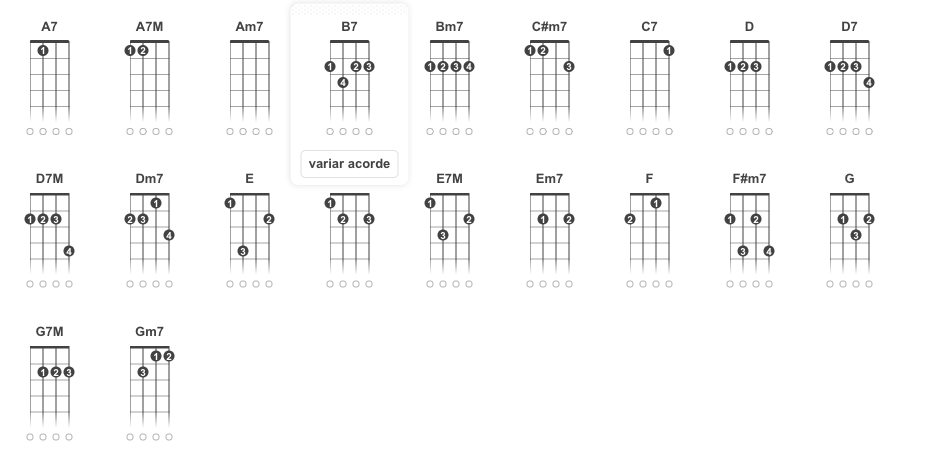 A7 A7M Am7 B7 Bm7 C#m7 C7 D D7
1 1 2 1 2 1
1 2 3 1 2 3 4 3 1 2 3 1 2 3
4 4
variar acorde
D7M Dm7 E E7M Em7 F F#m7 G
1 1 1 1 1
1 2 3 2 3 2 2 3 2 1 2 2 1 2 1 2
4 3 3
4 3 3 4
G7M Gm7
1 2
1 2 3 3